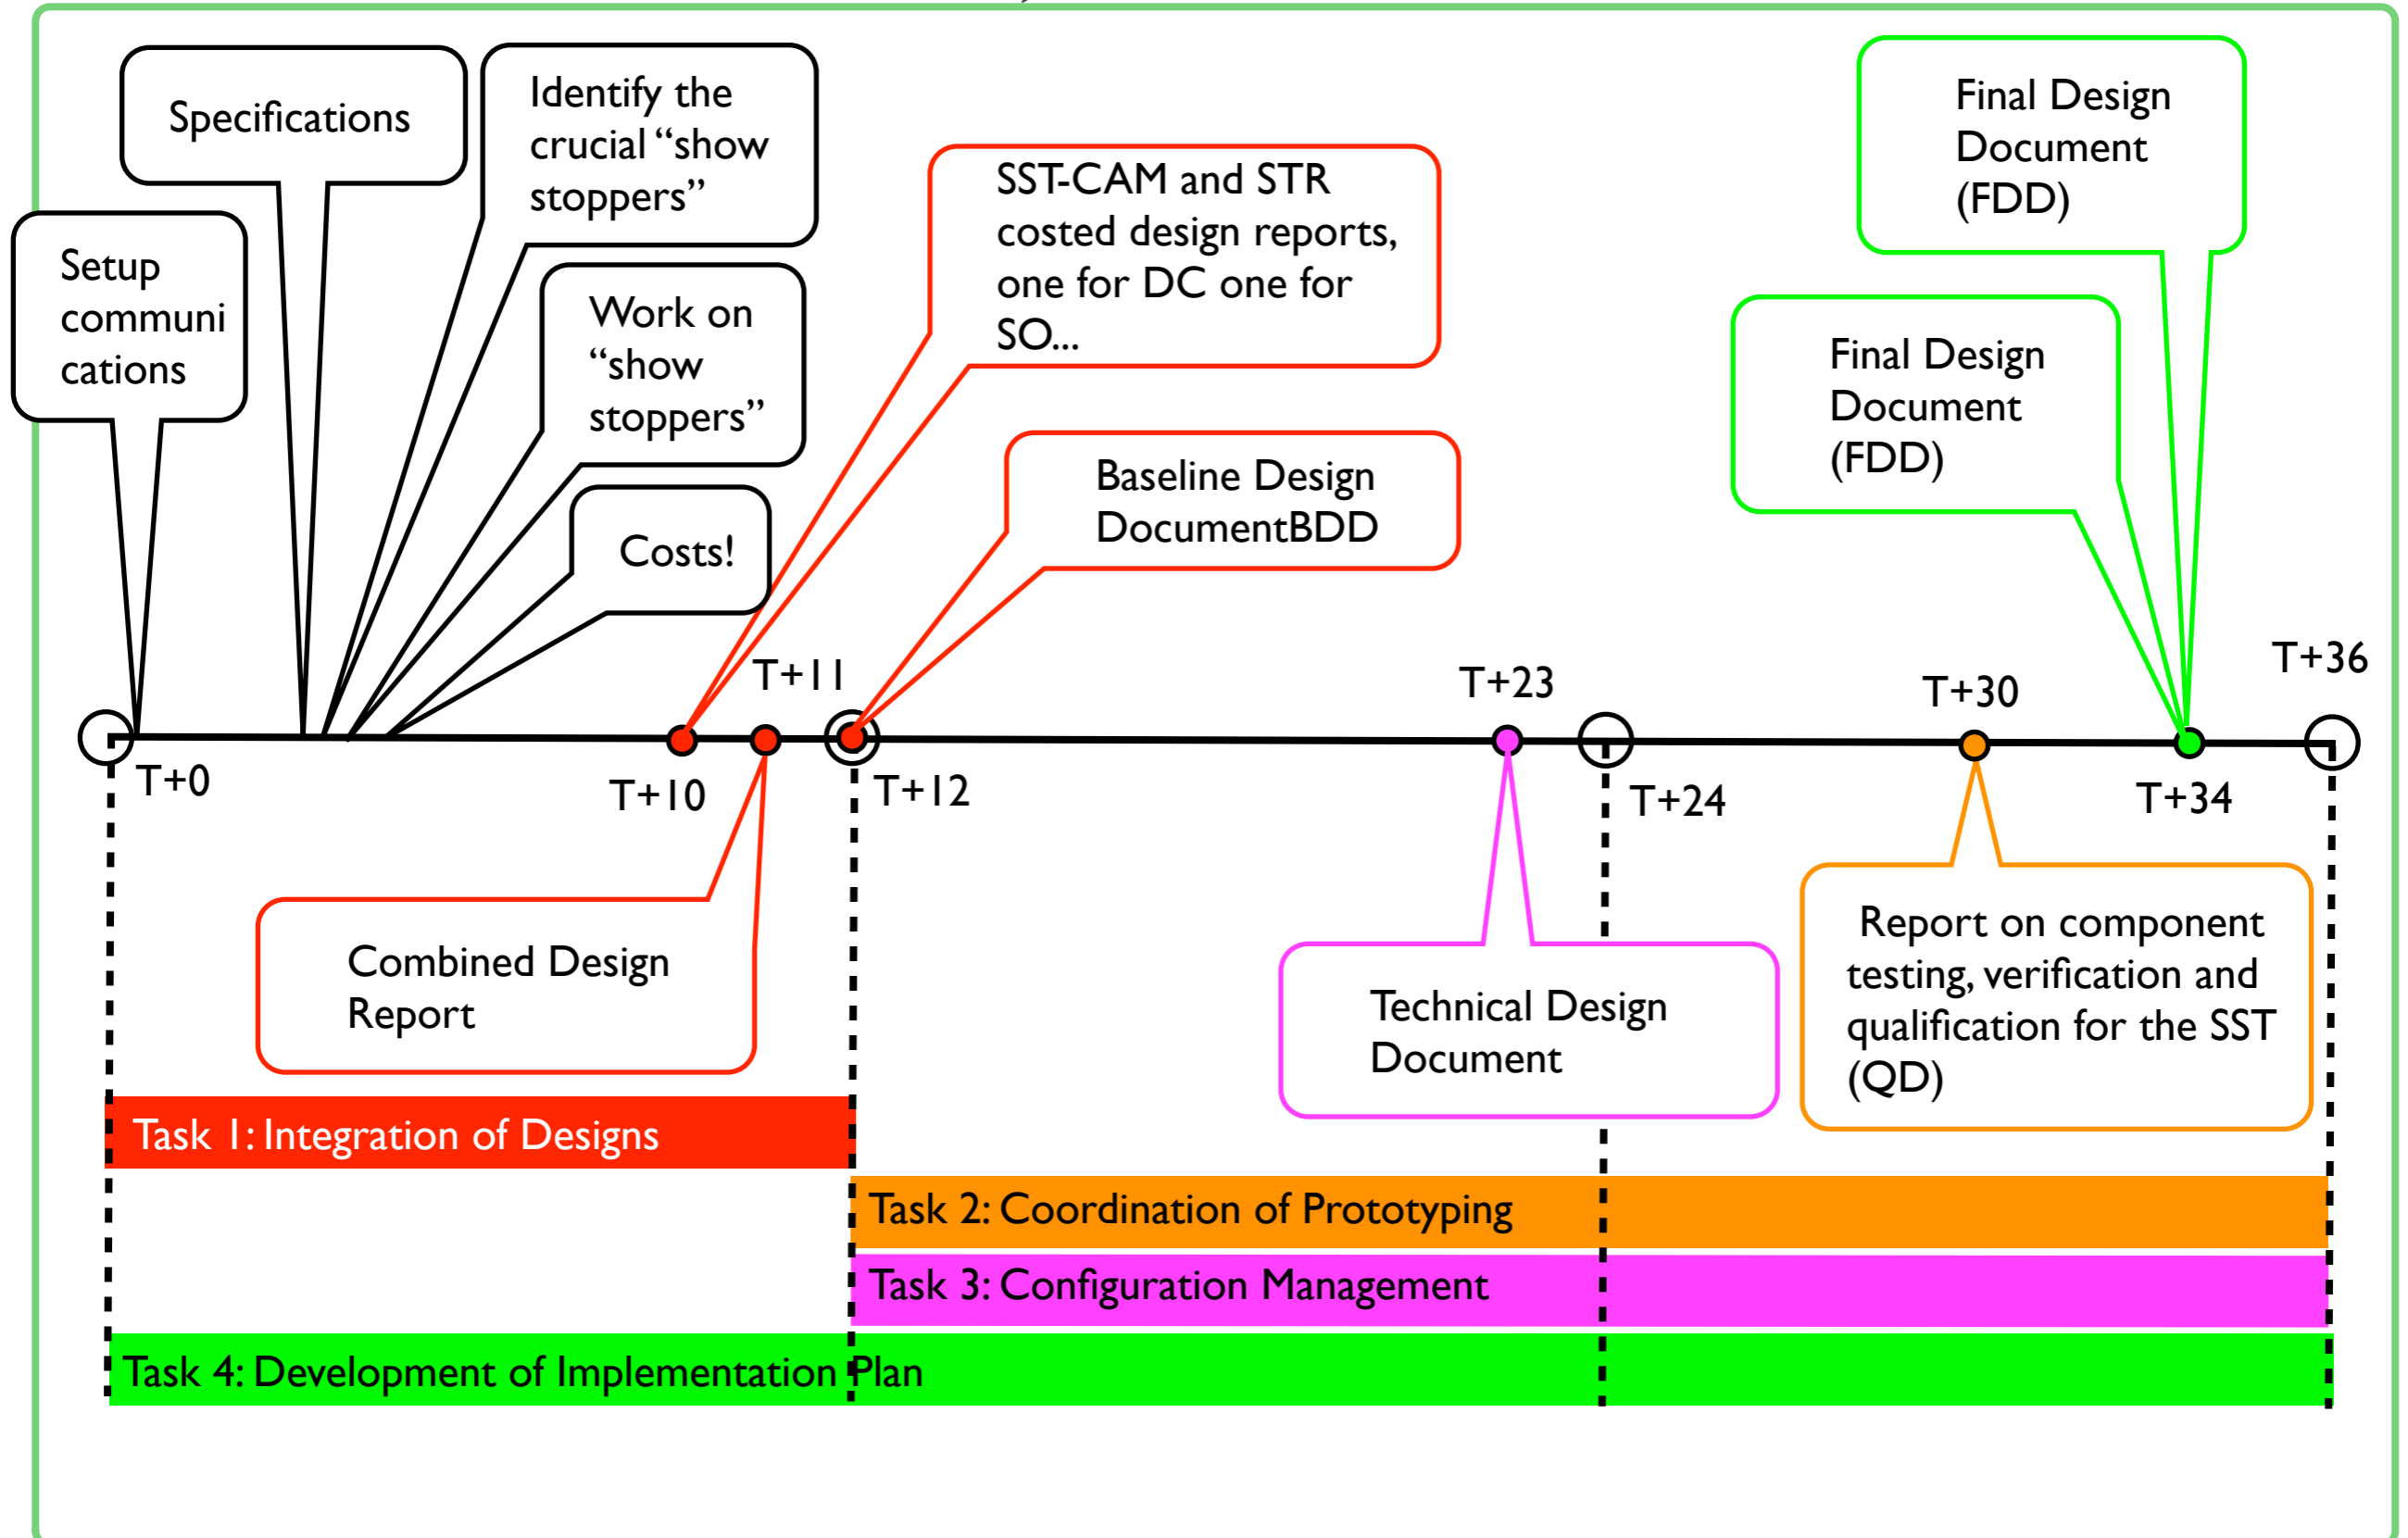 Specifications
Identify the
crucial “show
stoppers”
Final Design
Document
(FDD)
SST-CAM and STR
costed design reports,
one for DC one for
SO...
Setup
communi
cations
Work on
“show
stoppers”
Final Design
Document
(FDD)
Baseline Design
DocumentBDD
Costs!
T+11
T+23
T+30
T+36
T+0
T+10
T+12
T+24
T+34
Combined Design
Report
Technical Design
Document
Report on component
testing, verification and
qualification for the SST
(QD)
Task 1: Integration of Designs
Task 2: Coordination of Prototyping
Task 3: Configuration Management
Task 4: Development of Implementation Plan